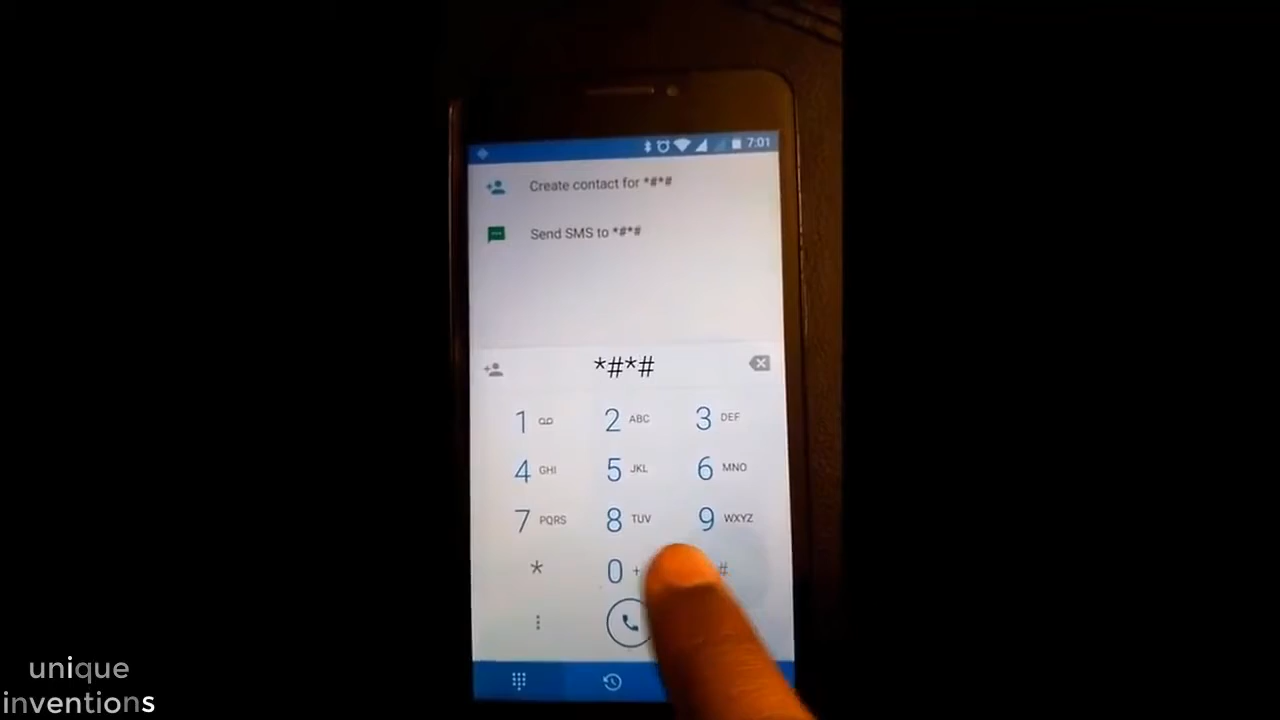 7:01
Create contact for *#*#
Send SMS to *#*#
*#*#
1
2 ABC
3 DEF
4 GHI
5 JKL
6 MNO
7 PQRS
8 TUV
9 WXYZ
*
0 +
#
unique
inventions